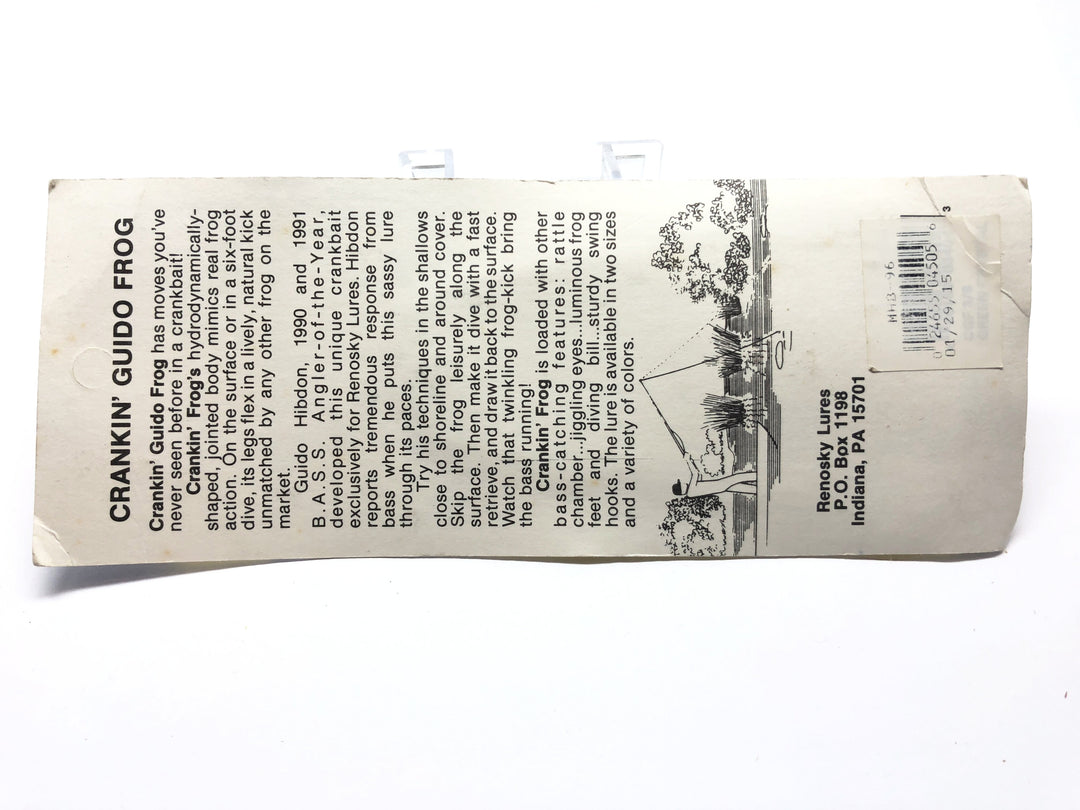 CRANKIN' GUIDO FROG
Crankin' Guido Frog has moves you've
never seen before in a crankbait!
Crankin' Frog's hydrodynamically-
shaped, jointed body mimics real frog
action. On the surface or in a six-foot
dive, its legs flex in a lively, natural kick
unmatched by any other frog on the
market.
Guido Hibdon, 1990 and 1991
B.A.S.S. Angler-of-the-Year,
developed this unique crankbait
exclusively for Renosky Lures. Hibdon
reports tremendous response from
bass when he puts this sassy lure
through its paces.
Try his techniques in the shallows
close to shoreline and around cover.
Skip the frog leisurely along the
surface. Then make it dive with a fast
retrieve, and draw it back to the surface.
Watch that twinkling frog-kick bring
the bass running!
Crankin' Frog is loaded with other
bass-catching features: rattle
chamber...jiggling eyes...luminous frog
feet and diving bill...sturdy swing
hooks. The lure is available in two sizes
and a variety of colors.
Renosky Lures
P.O. Box 1198
Indiana, PA 15701
96
0 24655 04505 6
01/29/15
3